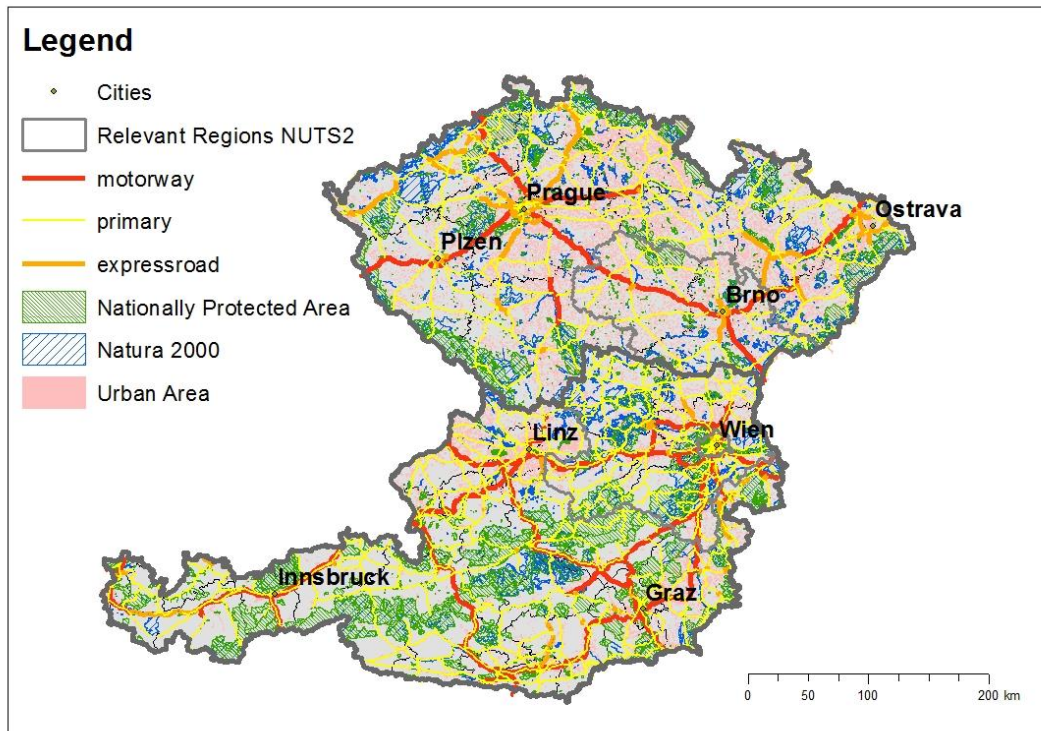 Legend
Cities
Relevant Regions NUTS2
motorway
primary
expressroad
Nationally Protected Area
Natura 2000
Urban Area
Prague
Ostrava
Plzen
Brno
Linz
Wien
Innsbruck
Graz
0 50 100 200 km